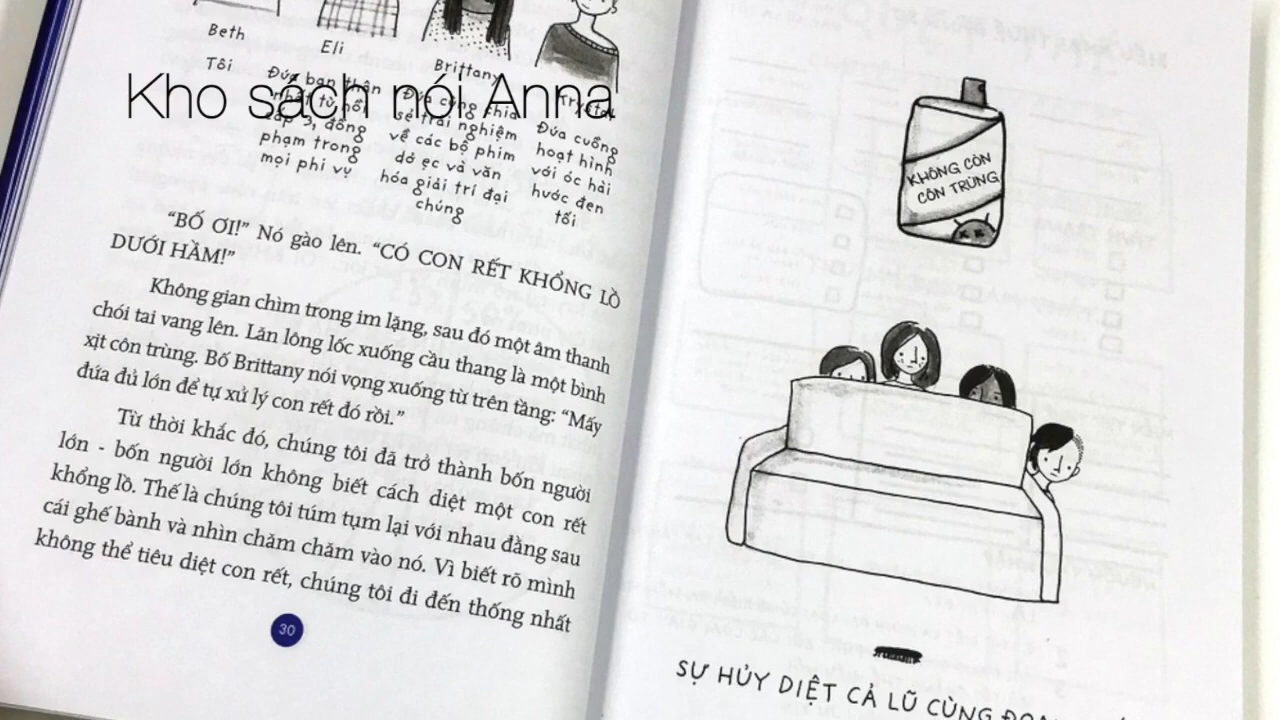 Beth
Tôi
Eli
Đứa bạn thân
nhất từ hồi
cấp 3, đồng
phạm trong
mọi phi vụ
Brittany
Đứa cùng chia
sẻ trải nghiệm
về các bộ phim
dở ẹc và văn
hóa giải trí đại
chúng
Đứa cuồng
hoạt hình
với óc hài
hước đen
tối
Kho sách nói Anna
“BỐ ƠI!” Nó gào lên. “CÓ CON RẾT KHỔNG LỒ
DƯỚI HẦM!”
Không gian chìm trong im lặng, sau đó một âm thanh
chói tai vang lên. Lăn lông lốc xuống cầu thang là một bình
xịt côn trùng. Bố Brittany nói vọng xuống từ trên tầng: “Mấy
đứa đủ lớn để tự xử lý con rết đó rồi.”
Từ thời khắc đó, chúng tôi đã trở thành bốn người
lớn - bốn người lớn không biết cách diệt một con rết
khổng lồ. Thế là chúng tôi túm tụm lại với nhau đằng sau
cái ghế bành và nhìn chăm chăm vào nó. Vì biết rõ mình
không thể tiêu diệt con rết, chúng tôi đi đến thống nhất
30
KHÔNG CÒN
CÔN TRÙNG
SỰ HỦY DIỆT CẢ LŨ CÙNG